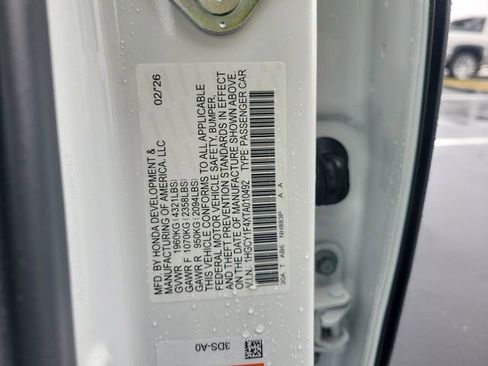 MFD. BY HONDA DEVELOPMENT & 02/'26
MANUFACTURING OF AMERICA, LLC
GVWR 1960KG(4321LBS)
GAWR F 1070KG(2358LBS)
GAWR R 950KG(2094LBS)
THIS VEHICLE CONFORMS TO ALL APPLICABLE
FEDERAL MOTOR VEHICLE SAFETY, BUMPER,
AND THEFT PREVENTION STANDARDS IN EFFECT
ON THE DATE OF MANUFACTURE SHOWN ABOVE.
V.I.N. 1HGCY1F4XTA010492 TYPE:PASSENGER CAR
30A T AB6 NH883P A A
3DS-A0